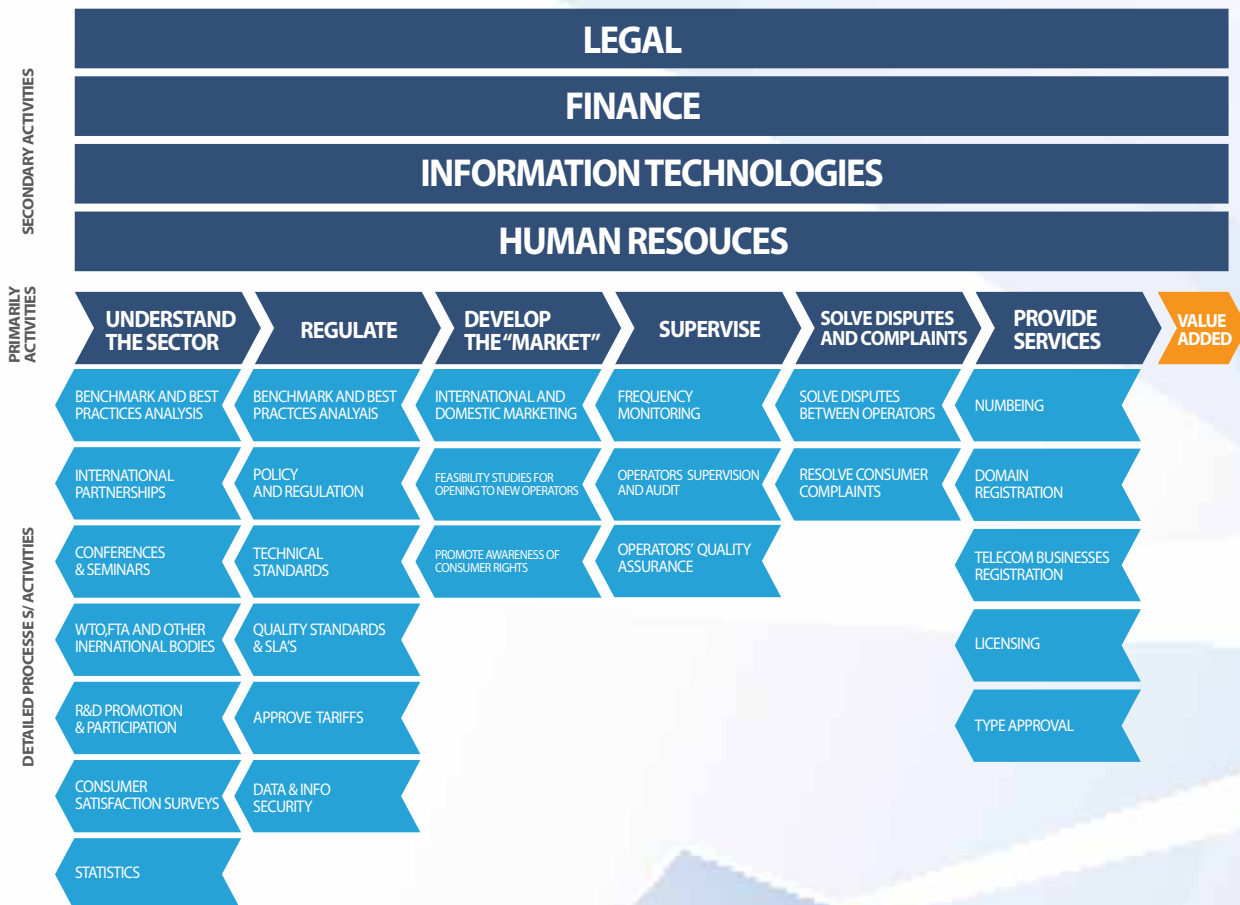 SECONDARY ACTIVITIES
LEGAL
FINANCE
INFORMATION TECHNOLOGIES
HUMAN RESOUCES
PRIMARILY
ACTIVITIES
UNDERSTAND
THE SECTOR
REGULATE
DEVELOP
THE “MARKET”
SUPERVISE
SOLVE DISPUTES
AND COMPLAINTS
PROVIDE
SERVICES
VALUE
ADDED
DETAILED PROCESSE S/ ACTIVITIES
BENCHMARK AND BEST
PRACTICES ANALYSIS
INTERNATIONAL
PARTNERSHIPS
CONFERENCES
& SEMINARS
WTO,FTA AND OTHER
INERNATIONAL BODIES
R&D PROMOTION
& PARTICIPATION
CONSUMER
SATISFACTION SURVEYS
STATISTICS
BENCHMARK AND BEST
PRACTCES ANALYAIS
POLICY
AND REGULATION
TECHNICAL
STANDARDS
QUALITY STANDARDS
& SLA'S
APPROVE TARIFFS
DATA & INFO
SECURITY
INTERNATIONAL AND
DOMESTIC MARKETING
FEASIBILITY STUDIES FOR
OPENING TO NEW OPERATORS
PROMOTE AWARENESS OF
CONSUMER RIGHTS
FREQUENCY
MONITORING
OPERATORS SUPERVISION
AND AUDIT
OPERATORS’ QUALITY
ASSURANCE
SOLVE DISPUTES
BETWEEN OPERATORS
RESOLVE CONSUMER
COMPLAINTS
NUMBEING
DOMAIN
REGISTRATION
TELECOM BUSINESSES
REGISTRATION
LICENSING
TYPE APPROVAL